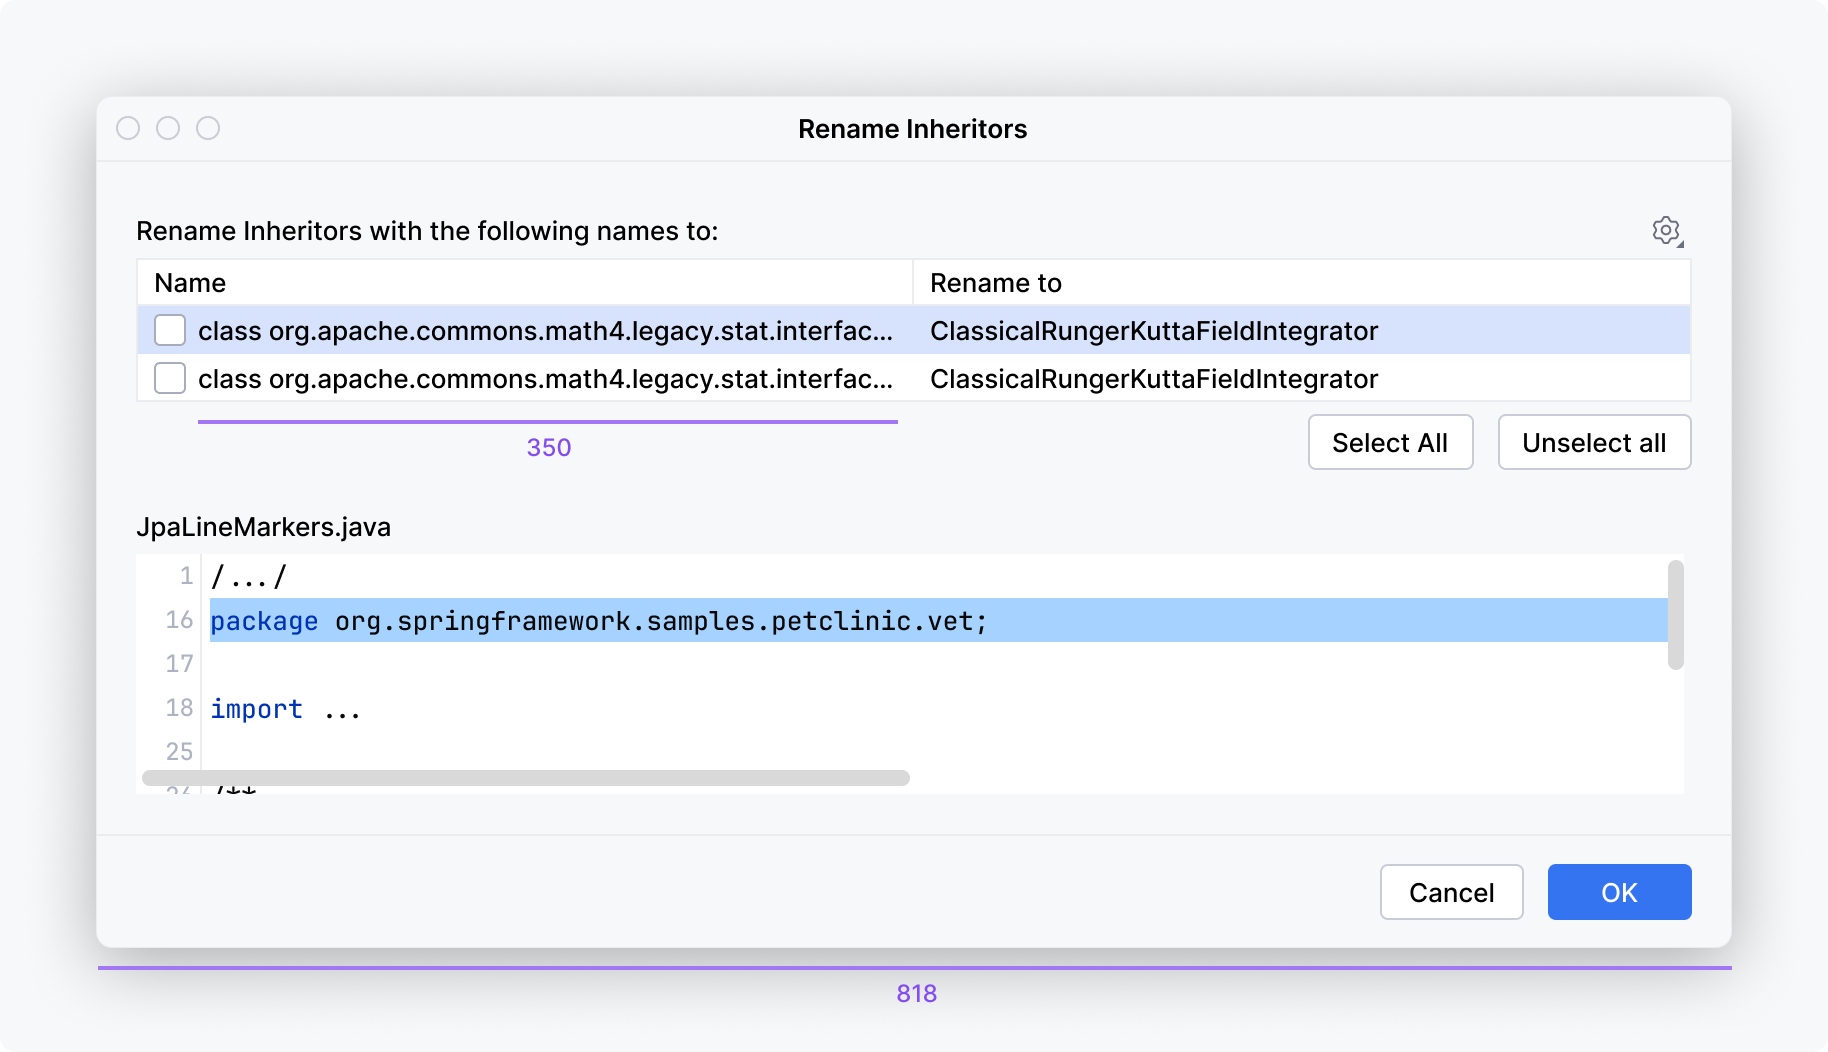 Rename Inheritors
Rename Inheritors with the following names to:
Name Rename to
class org.apache.commons.math4.legacy.stat.interfac... ClassicalRungerKuttaFieldIntegrator
class org.apache.commons.math4.legacy.stat.interfac... ClassicalRungerKuttaFieldIntegrator
350
Select All Unselect all
JpaLineMarkers.java
1 /.../
16 package org.springframework.samples.petclinic.vet;
17
18 import ...
25
26 /**
Cancel OK
818